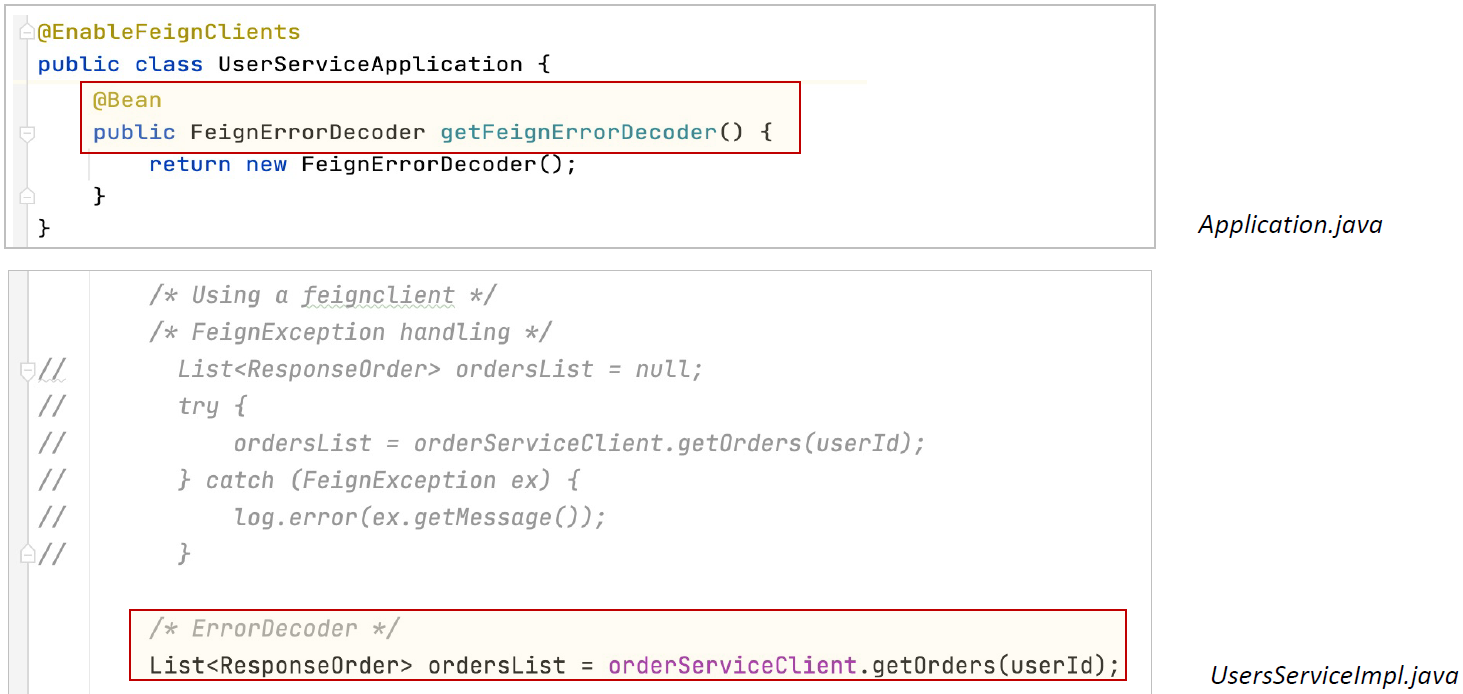 @EnableFeignClients
public class UserServiceApplication {
@Bean
public FeignErrorDecoder getFeignErrorDecoder() {
return new FeignErrorDecoder();
}
}
Application.java
/* Using a feignclient */
/* FeignException handling */
// List<ResponseOrder> ordersList = null;
// try {
// ordersList = orderServiceClient.getOrders(userId);
// } catch (FeignException ex) {
// log.error(ex.getMessage());
// }
/* ErrorDecoder */
List<ResponseOrder> ordersList = orderServiceClient.getOrders(userId);
UsersServiceImpl.java